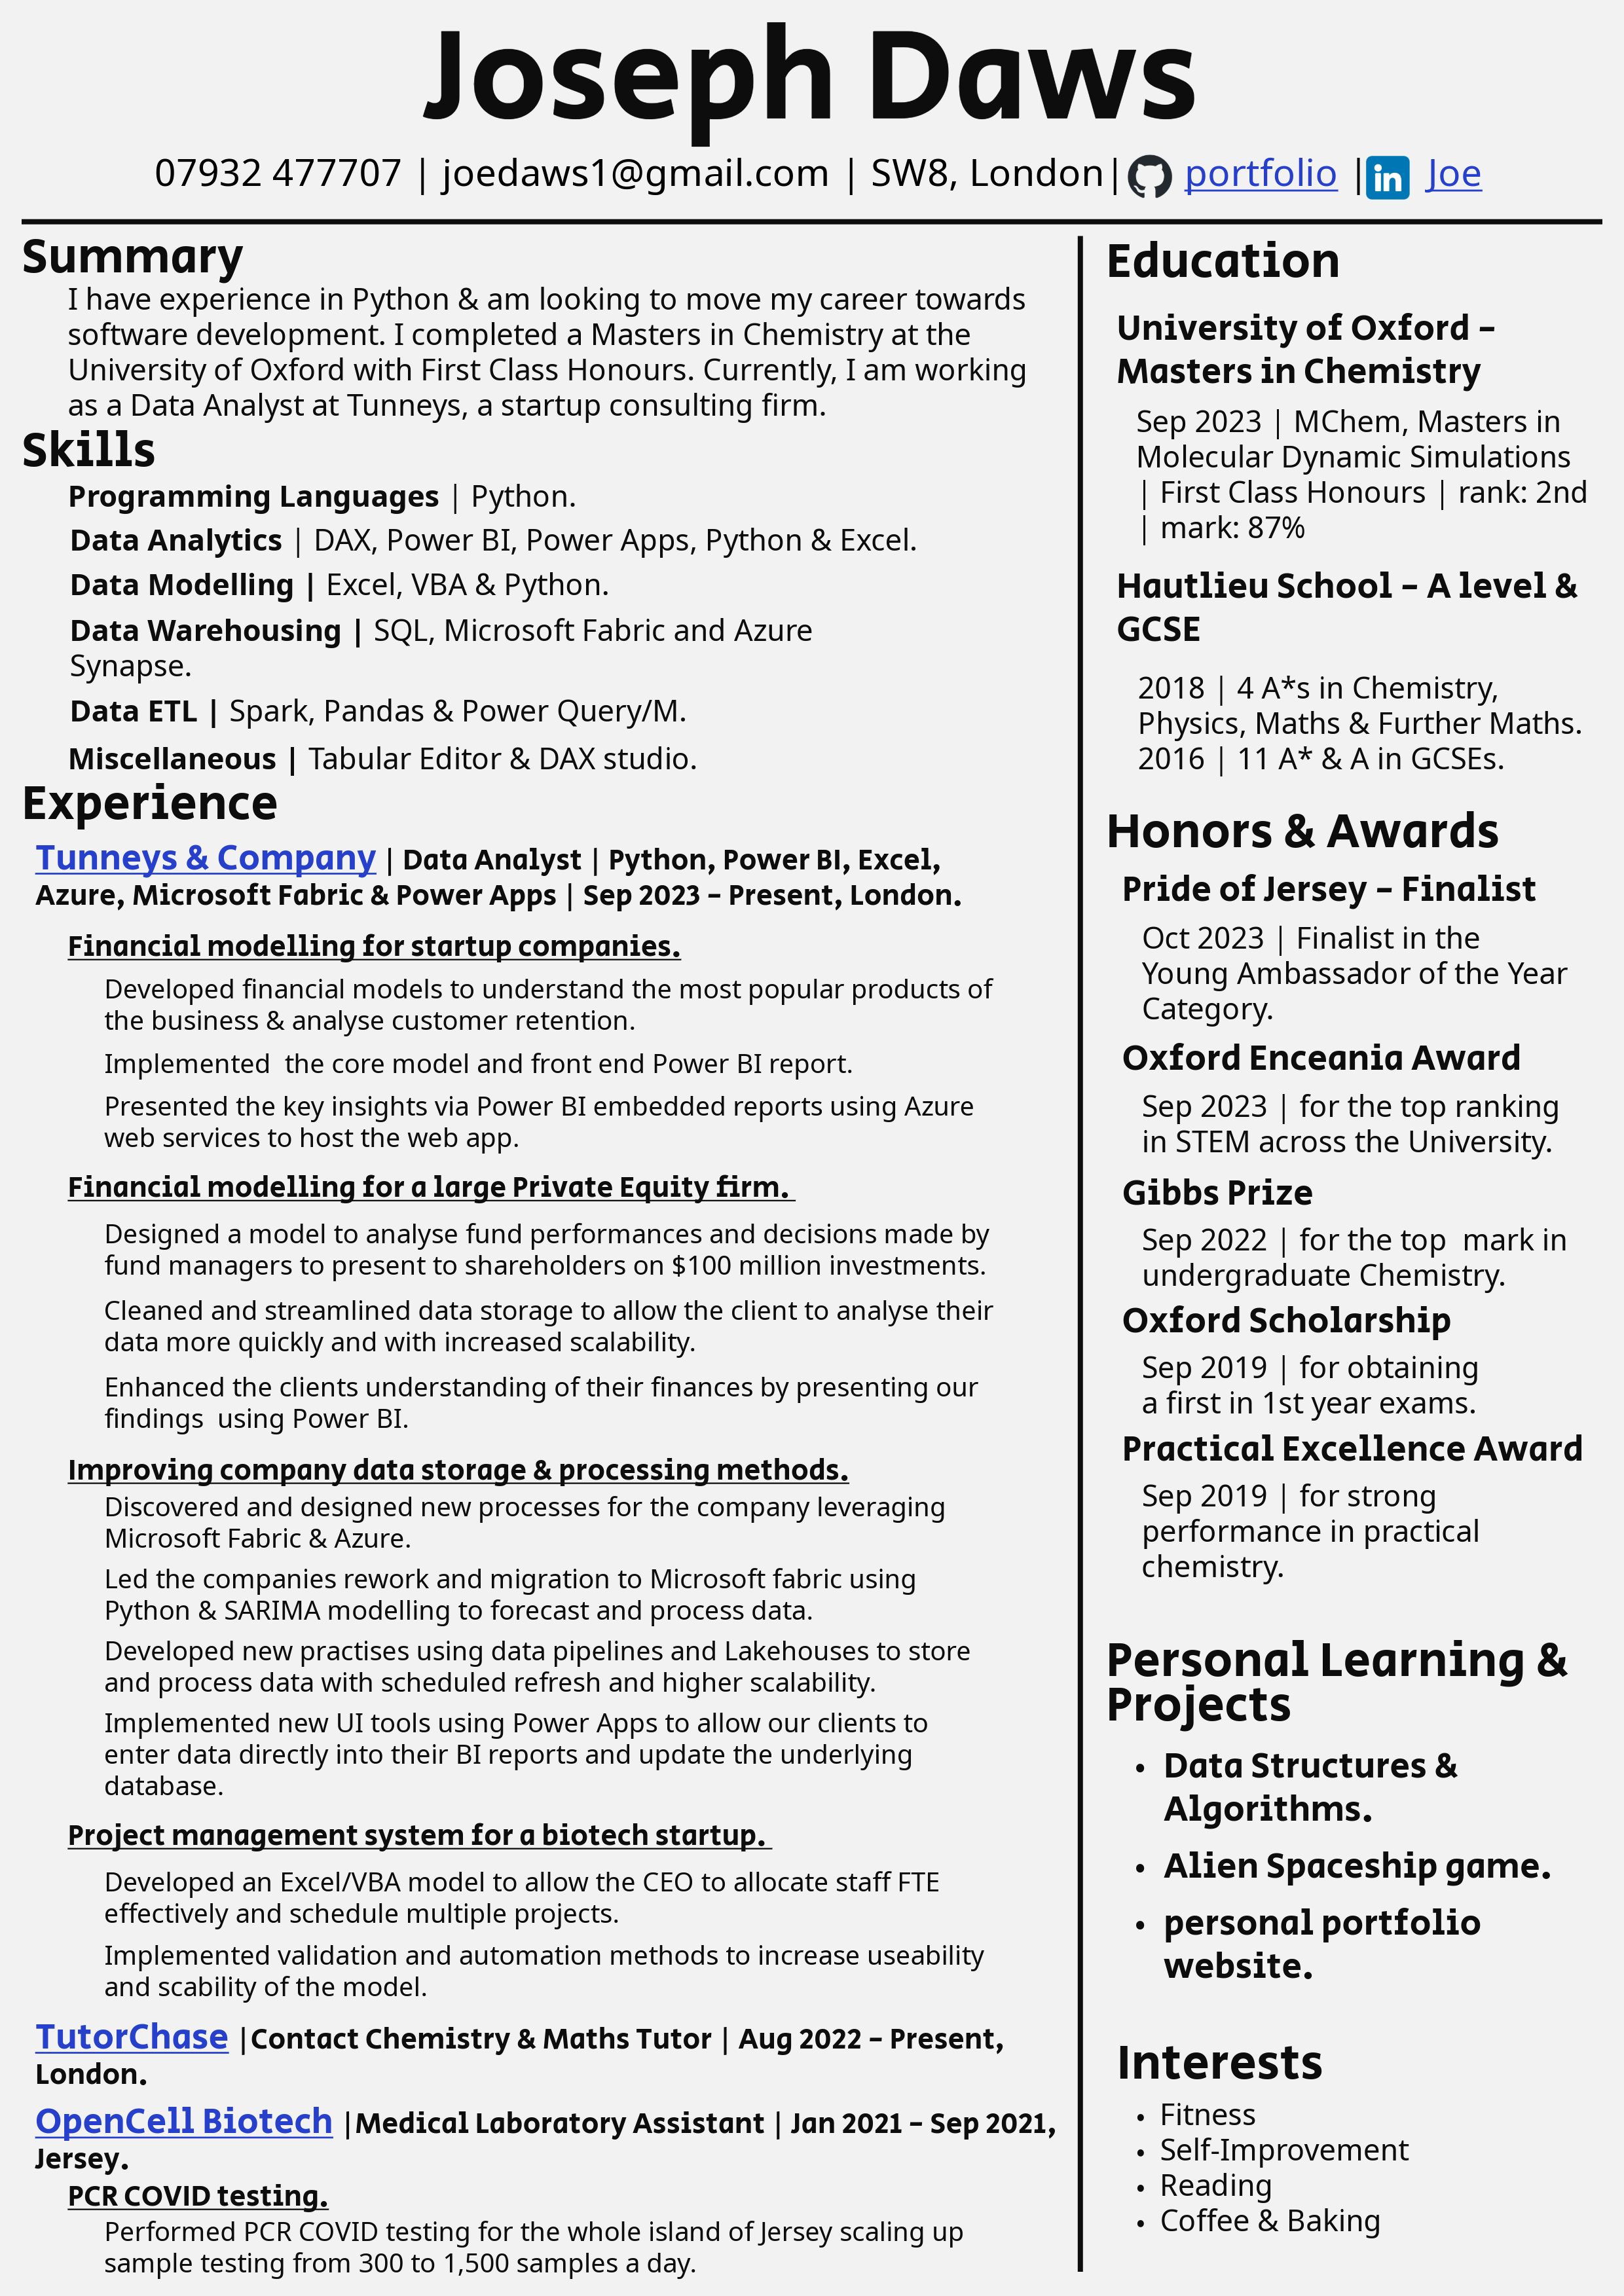 Joseph Daws
07932 477707 | joedaws1@gmail.com | SW8, London| portfolio | in Joe
Summary
I have experience in Python & am looking to move my career towards
software development. I completed a Masters in Chemistry at the
University of Oxford with First Class Honours. Currently, I am working
as a Data Analyst at Tunneys, a startup consulting firm.
Skills
Programming Languages | Python.
Data Analytics | DAX, Power BI, Power Apps, Python & Excel.
Data Modelling | Excel, VBA & Python.
Data Warehousing | SQL, Microsoft Fabric and Azure
Synapse.
Data ETL | Spark, Pandas & Power Query/M.
Miscellaneous | Tabular Editor & DAX studio.
Experience
Tunneys & Company | Data Analyst | Python, Power BI, Excel,
Azure, Microsoft Fabric & Power Apps | Sep 2023 – Present, London.
Financial modelling for startup companies.
Developed financial models to understand the most popular products of
the business & analyse customer retention.
Implemented  the core model and front end Power BI report.
Presented the key insights via Power BI embedded reports using Azure
web services to host the web app.
Financial modelling for a large Private Equity firm.
Designed a model to analyse fund performances and decisions made by
fund managers to present to shareholders on $100 million investments.
Cleaned and streamlined data storage to allow the client to analyse their
data more quickly and with increased scalability.
Enhanced the clients understanding of their finances by presenting our
findings  using Power BI.
Improving company data storage & processing methods.
Discovered and designed new processes for the company leveraging
Microsoft Fabric & Azure.
Led the companies rework and migration to Microsoft fabric using
Python & SARIMA modelling to forecast and process data.
Developed new practises using data pipelines and Lakehouses to store
and process data with scheduled refresh and higher scalability.
Implemented new UI tools using Power Apps to allow our clients to
enter data directly into their BI reports and update the underlying
database.
Project management system for a biotech startup.
Developed an Excel/VBA model to allow the CEO to allocate staff FTE
effectively and schedule multiple projects.
Implemented validation and automation methods to increase useability
and scability of the model.
TutorChase |Contact Chemistry & Maths Tutor | Aug 2022 – Present,
London.
OpenCell Biotech |Medical Laboratory Assistant | Jan 2021 – Sep 2021,
Jersey.
PCR COVID testing.
Performed PCR COVID testing for the whole island of Jersey scaling up
sample testing from 300 to 1,500 samples a day.
Education
University of Oxford –
Masters in Chemistry
Sep 2023 | MChem, Masters in
Molecular Dynamic Simulations
| First Class Honours | rank: 2nd
| mark: 87%
Hautlieu School – A level &
GCSE
2018 | 4 A*s in Chemistry,
Physics, Maths & Further Maths.
2016 | 11 A* & A in GCSEs.
Honors & Awards
Pride of Jersey – Finalist
Oct 2023 | Finalist in the
Young Ambassador of the Year
Category.
Oxford Enceania Award
Sep 2023 | for the top ranking
in STEM across the University.
Gibbs Prize
Sep 2022 | for the top  mark in
undergraduate Chemistry.
Oxford Scholarship
Sep 2019 | for obtaining
a first in 1st year exams.
Practical Excellence Award
Sep 2019 | for strong
performance in practical
chemistry.
Personal Learning &
Projects
• Data Structures &
Algorithms.
• Alien Spaceship game.
• personal portfolio
website.
Interests
• Fitness
• Self-Improvement
• Reading
• Coffee & Baking